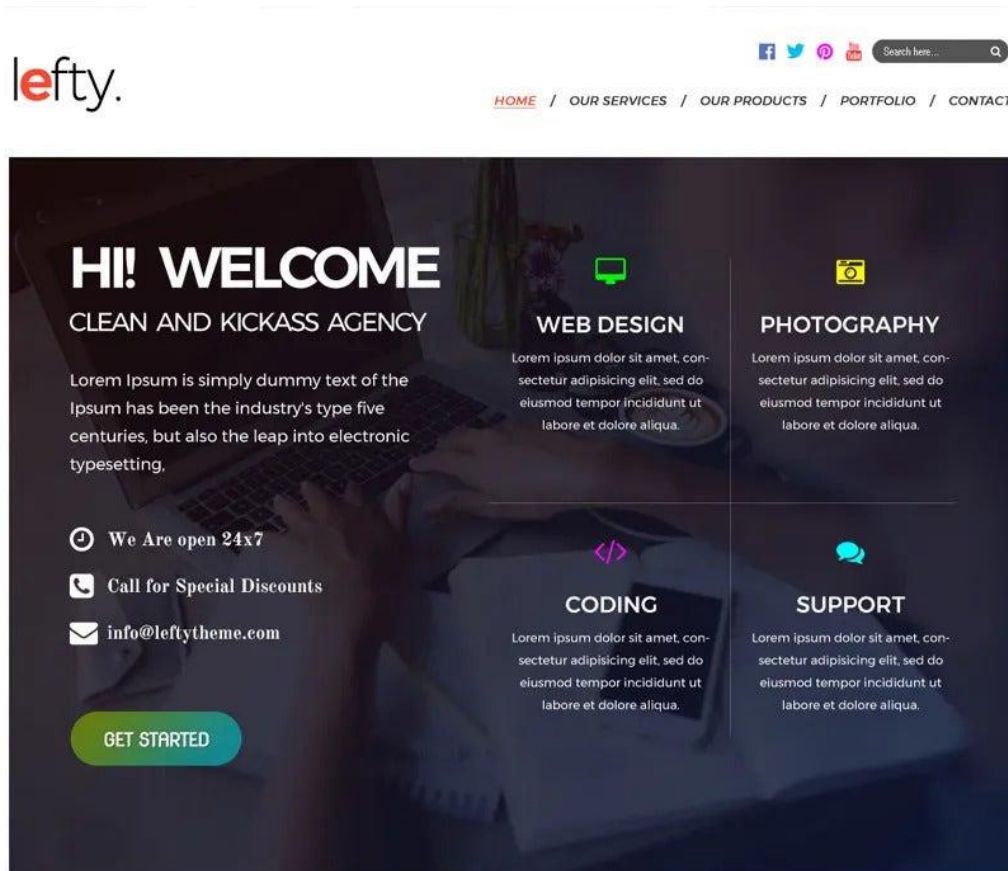 lefty.
Search here...
HOME / OUR SERVICES / OUR PRODUCTS / PORTFOLIO / CONTACT
HI! WELCOME
CLEAN AND KICKASS AGENCY
Lorem Ipsum is simply dummy text of the
Ipsum has been the industry's type five
centuries, but also the leap into electronic
typesetting,
We Are open 24x7
Call for Special Discounts
info@leftytheme.com
GET STARTED
WEB DESIGN
Lorem ipsum dolor sit amet, con-
sectetur adipisicing elit, sed do
eiusmod tempor incididunt ut
labore et dolore aliqua.
PHOTOGRAPHY
Lorem ipsum dolor sit amet, con-
sectetur adipisicing elit, sed do
eiusmod tempor incididunt ut
labore et dolore aliqua.
CODING
Lorem ipsum dolor sit amet, con-
sectetur adipisicing elit, sed do
eiusmod tempor incididunt ut
labore et dolore aliqua.
SUPPORT
Lorem ipsum dolor sit amet, con-
sectetur adipisicing elit, sed do
eiusmod tempor incididunt ut
labore et dolore aliqua.